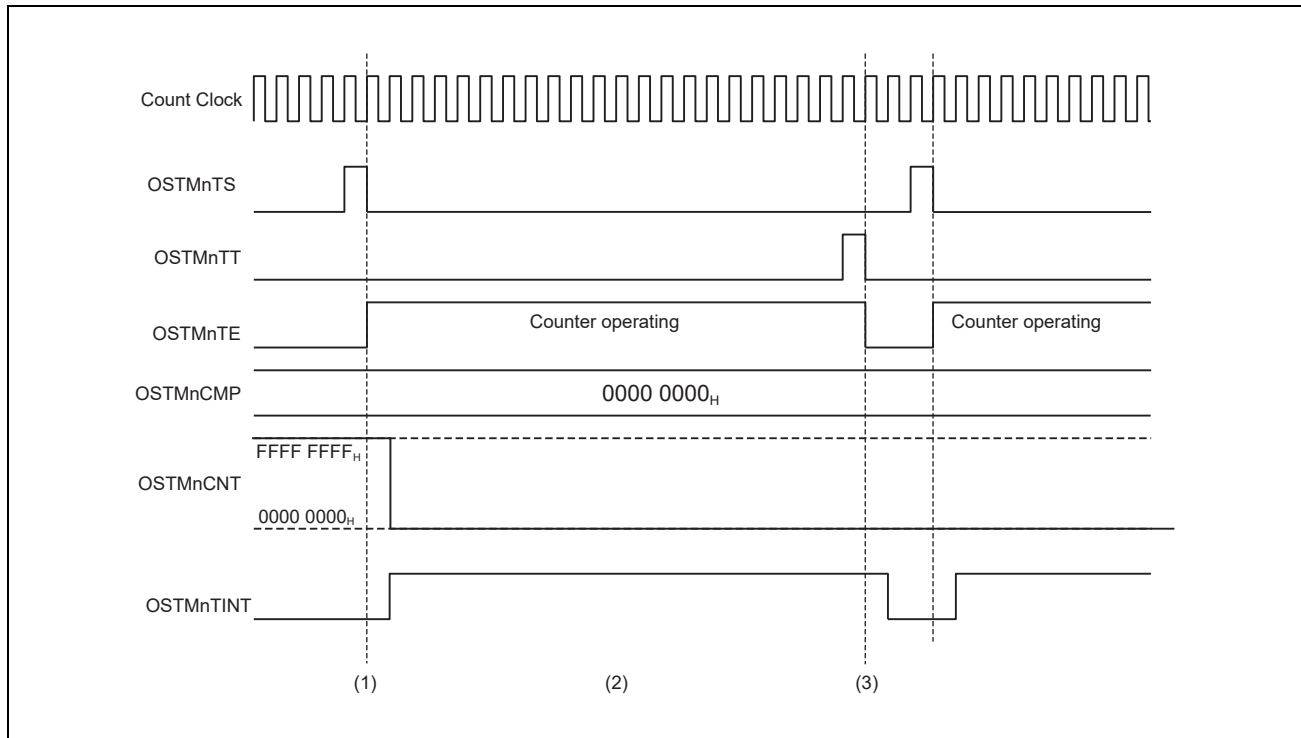 Count Clock
OSTMnTS
OSTMnTT
OSTMnTE
Counter operating
Counter operating
OSTMnCMP
0000 0000H
FFFF FFFFH
OSTMnCNT
0000 0000H
OSTMnTINT
(1)
(2)
(3)